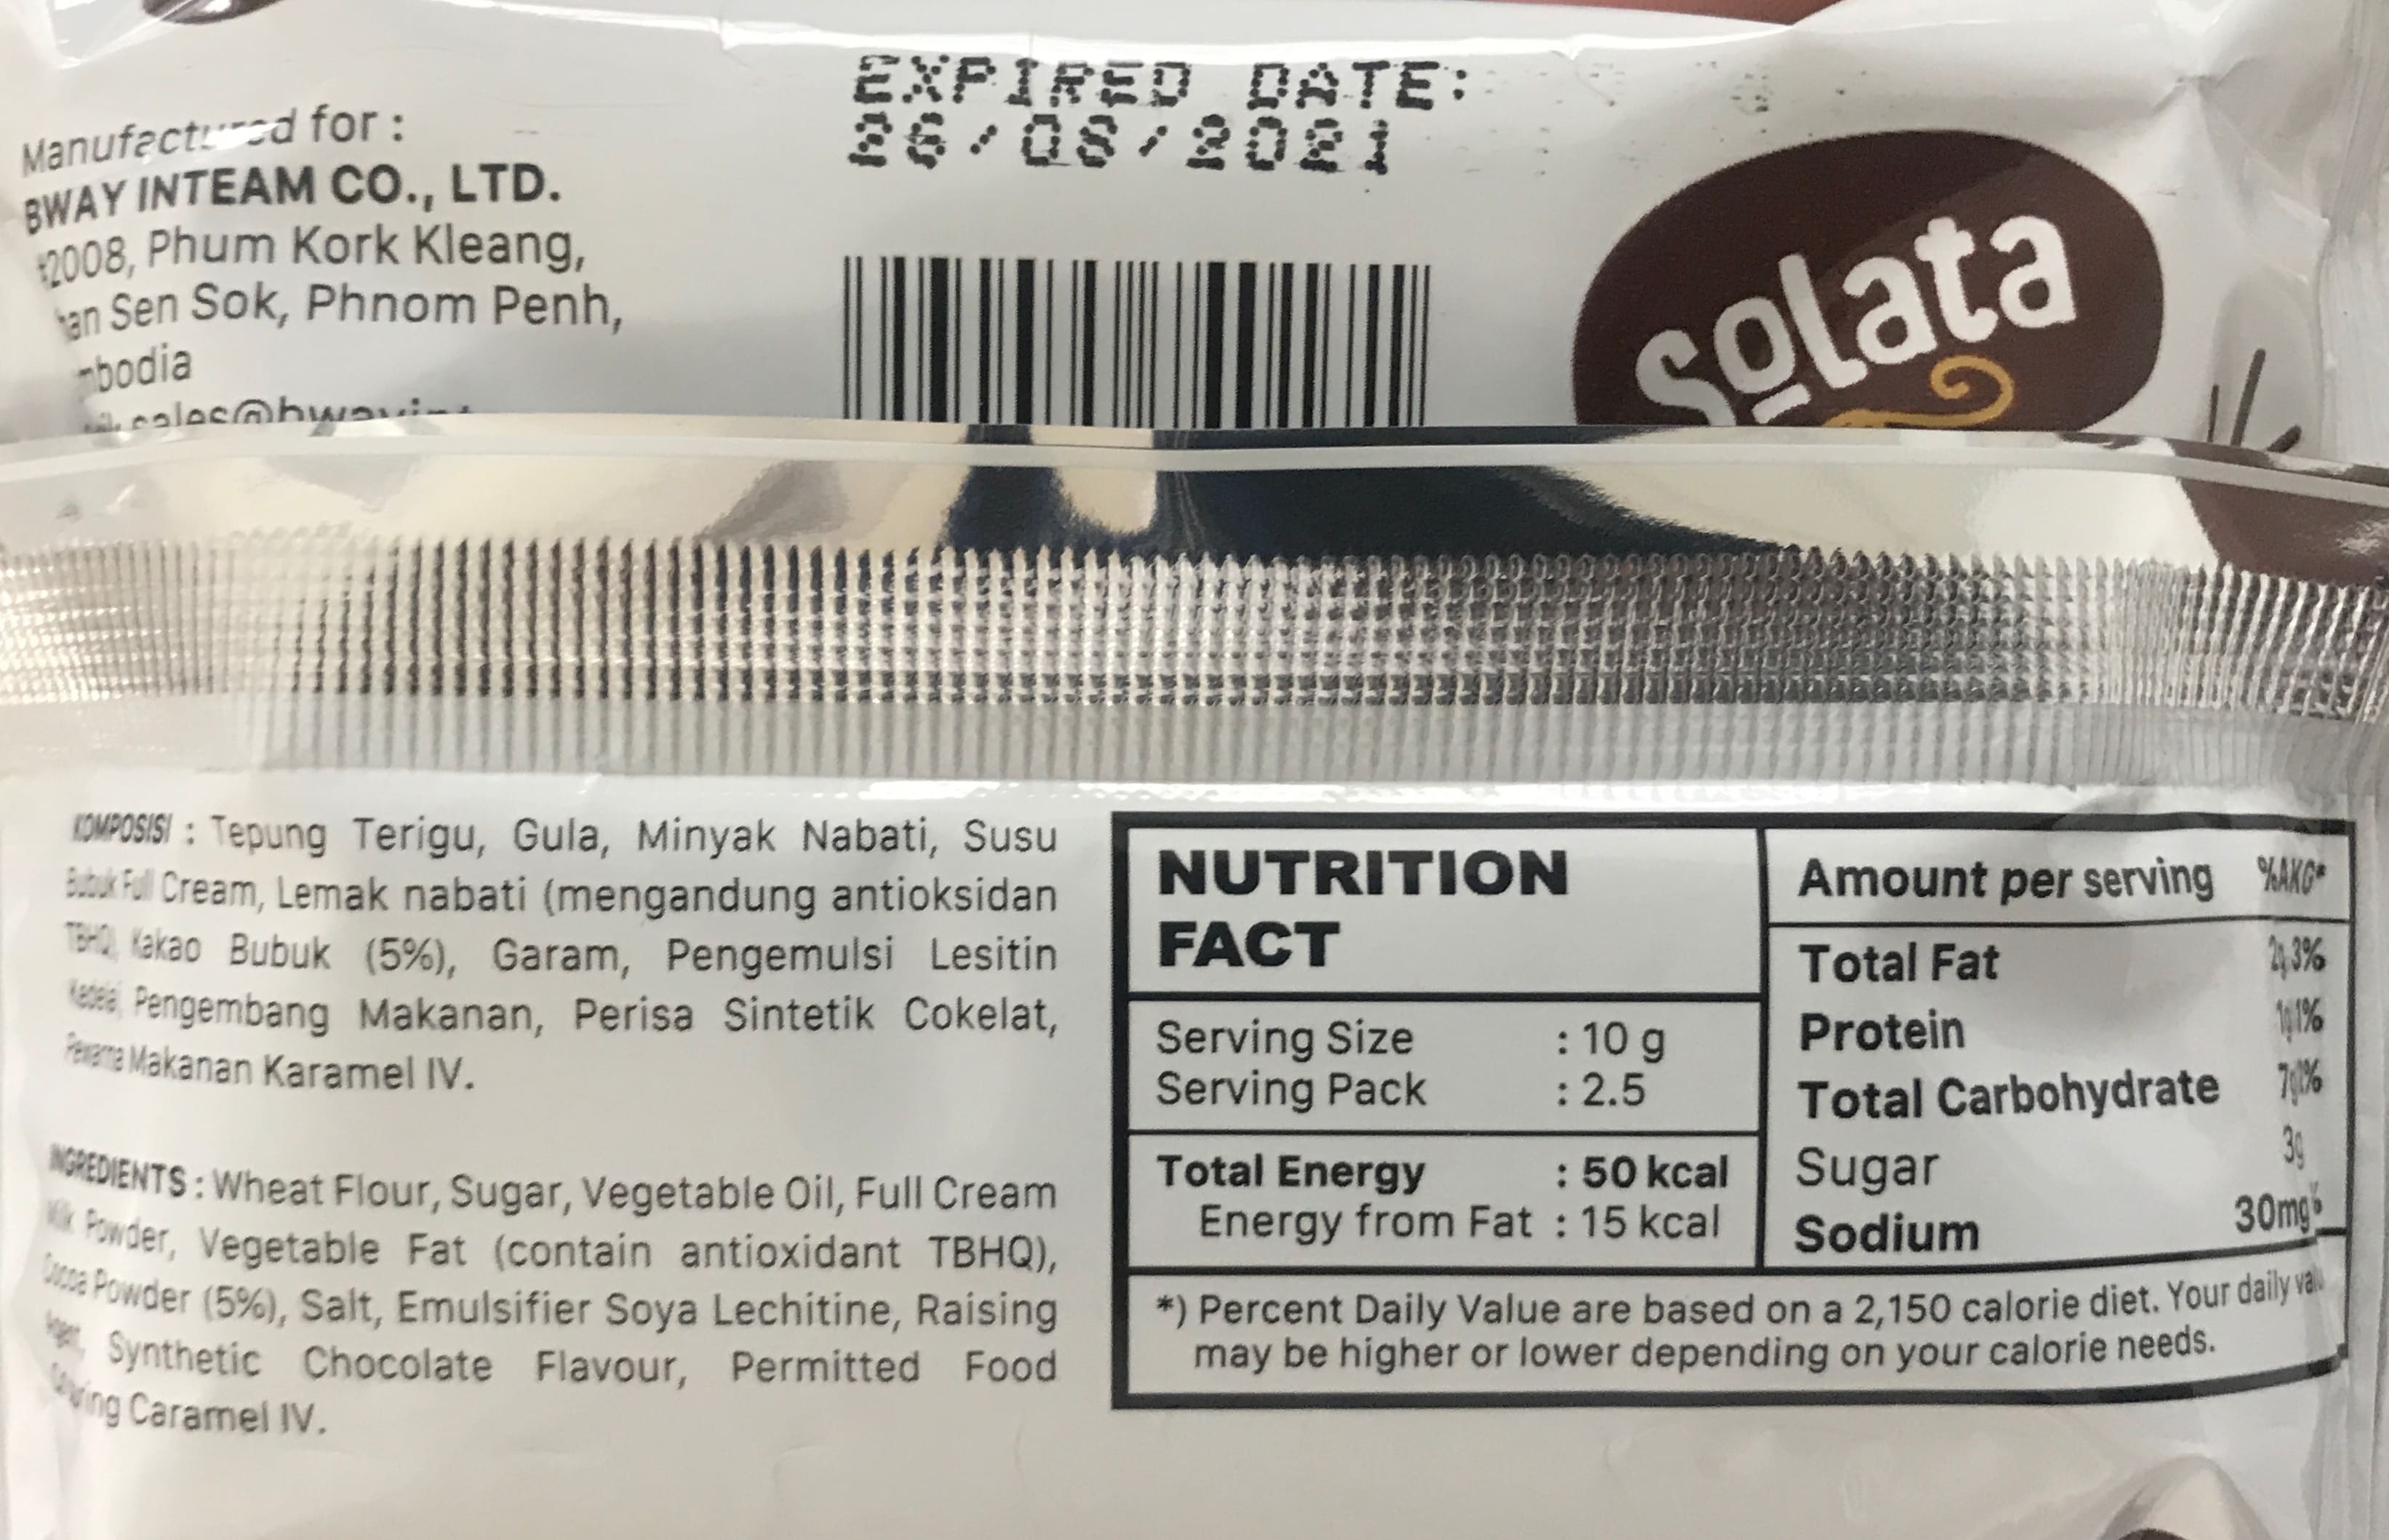 EXPIRED DATE:
26/08/2021
Manufactured for :
BWAY INTEAM CO., LTD.
#2008, Phum Kork Kleang,
Sen Sok, Phnom Penh,
solata
KOMPOSISI : Tepung Terigu, Gula, Minyak Nabati, Susu
Bubuk Full Cream, Lemak nabati (mengandung antioksidan
TBHQ), Kakao Bubuk (5%), Garam, Pengemulsi Lesitin
Kedelai, Pengembang Makanan, Perisa Sintetik Cokelat,
Pewarna Makanan Karamel IV.
INGREDIENTS : Wheat Flour, Sugar, Vegetable Oil, Full Cream
Milk Powder, Vegetable Fat (contain antioxidant TBHQ),
Cocoa Powder (5%), Salt, Emulsifier Soya Lechitine, Raising
Agent, Synthetic Chocolate Flavour, Permitted Food
Caramel IV.
NUTRITION
FACT
Serving Size : 10 g
Serving Pack : 2.5
Total Energy : 50 kcal
Energy from Fat : 15 kcal
Amount per serving %AKG*
Total Fat 2g 3%
Protein 1g 1%
Total Carbohydrate 7g 2%
Sugar 3g
Sodium 30mg
*) Percent Daily Value are based on a 2,150 calorie diet. Your daily
may be higher or lower depending on your calorie needs.